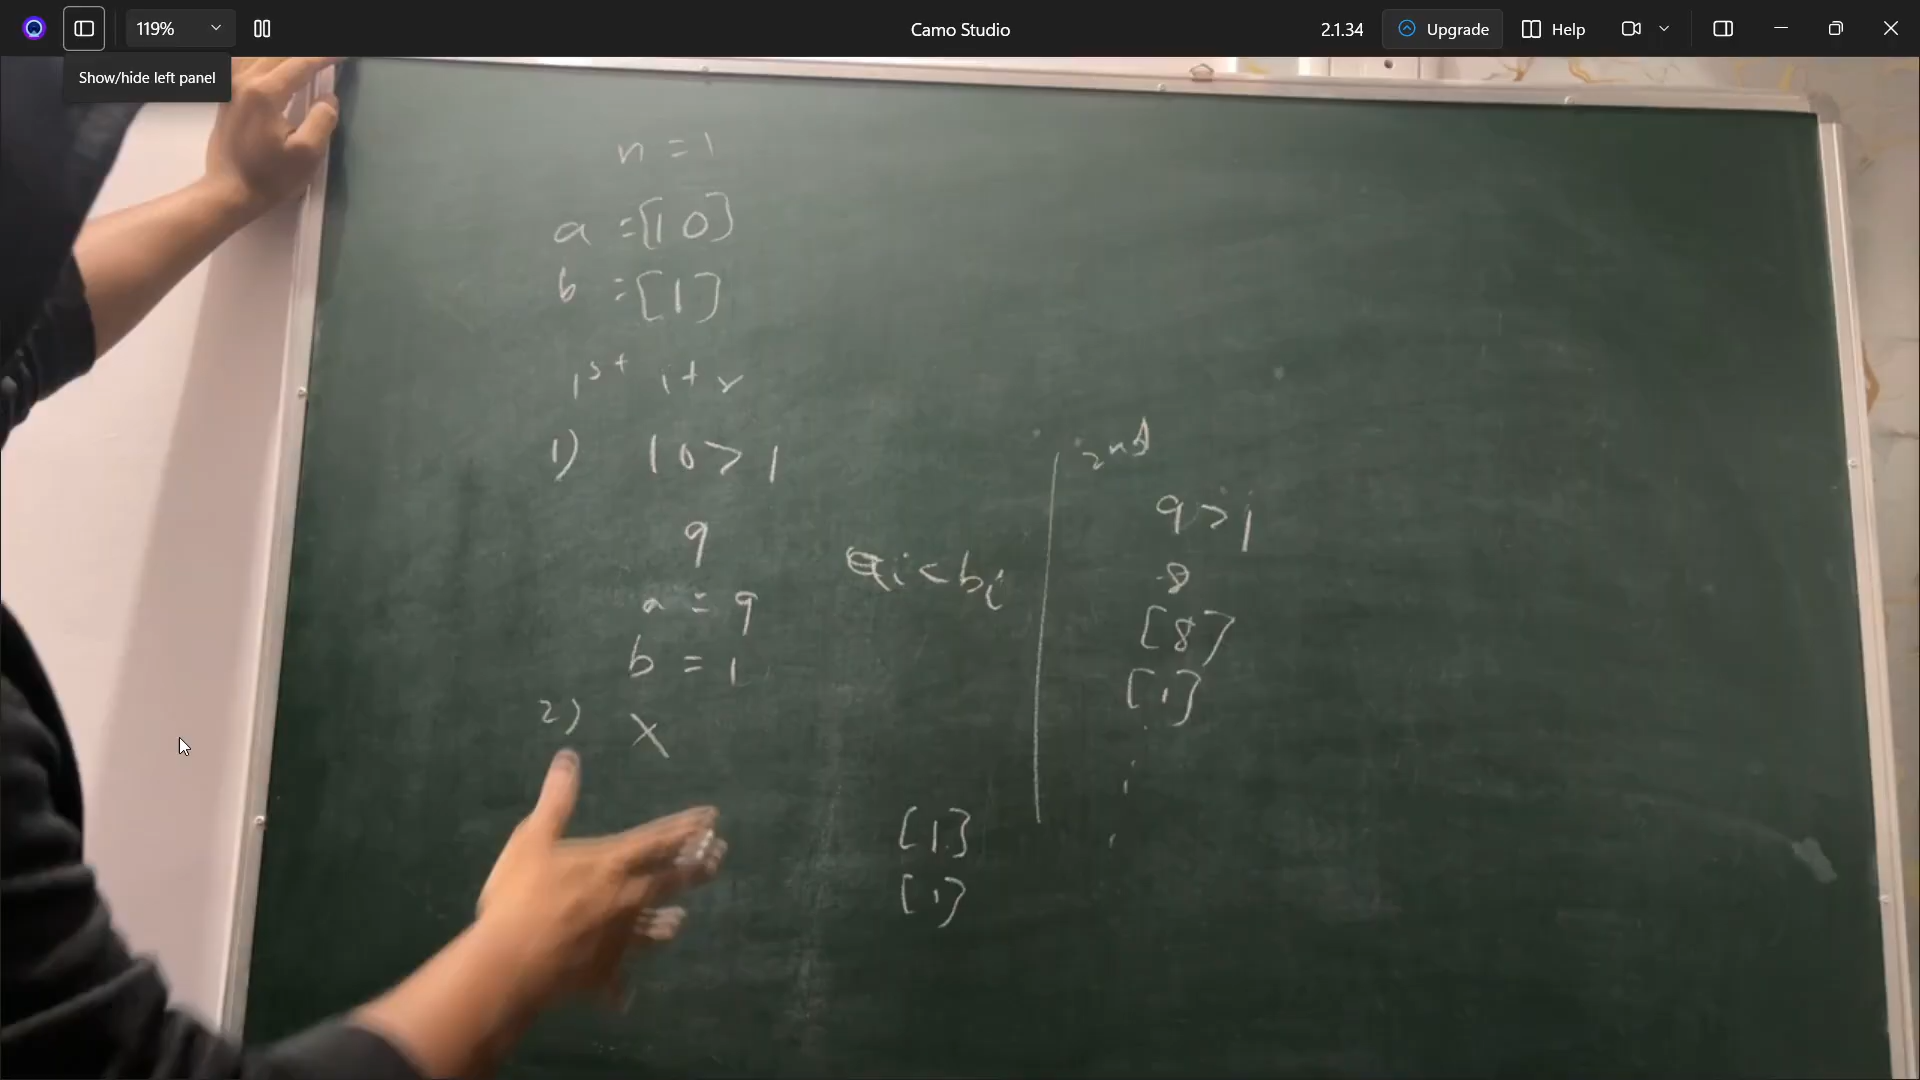 119%
Camo Studio
2.1.34
Upgrade
Help
Show/hide left panel
n = 1
a = [10]
b = [1]
1st itr
1) 10 > 1
9
a = 9
b = 1
2) X
ai < bi
[1]
[1]
2nd
9 > 1
8
[8]
[1]